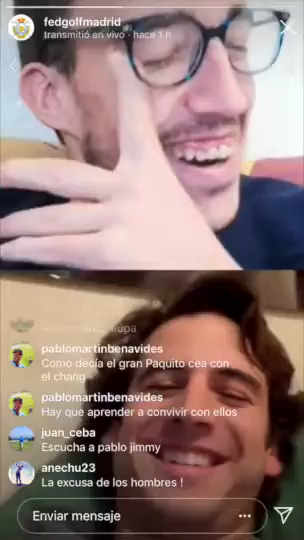 fedgolfmadrid
transmitió en vivo · hace 1 h
pablomartinbenavides
Como decía el gran Paquito cea con
el chang
pablomartinbenavides
Hay que aprender a convivir con ellos
juan_ceba
Escucha a pablo jimmy
anechu23
La excusa de los hombres !
Enviar mensaje